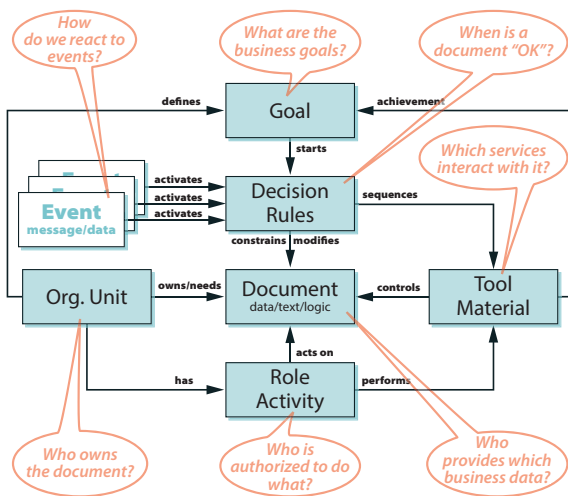 How
do we react to
events?
What are the
business goals?
When is a
document “OK”?
defines
Goal
achievement
starts
Which services
interact with it?
Event
Event
Event
message/data
activates
activates
activates
Decision
Rules
sequences
constrains modifies
Org. Unit
owns/needs
Document
data/text/logic
controls
Tool
Material
acts on
has
Role
Activity
performs
Who owns
the document?
Who is
authorized to do
what?
Who
provides which
business data?